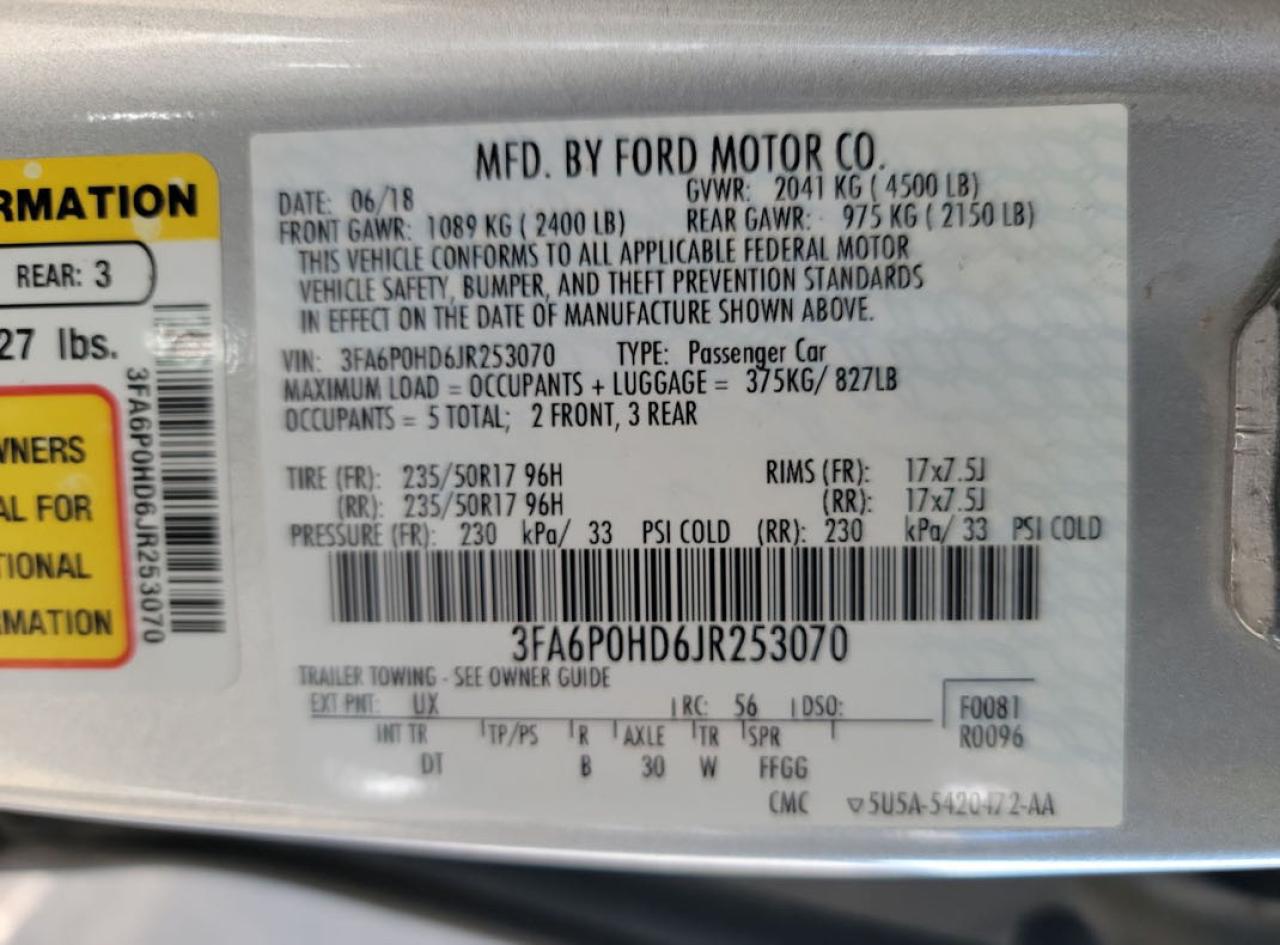 RMATION
REAR: 3
27 lbs.
WNERS
AL FOR
TIONAL
RMATION
3FA6P0HD6JR253070
MFD. BY FORD MOTOR CO.
DATE: 06/18 GVWR: 2041 KG ( 4500 LB)
FRONT GAWR: 1089 KG ( 2400 LB) REAR GAWR: 975 KG ( 2150 LB)
THIS VEHICLE CONFORMS TO ALL APPLICABLE FEDERAL MOTOR
VEHICLE SAFETY, BUMPER, AND THEFT PREVENTION STANDARDS
IN EFFECT ON THE DATE OF MANUFACTURE SHOWN ABOVE.
VIN: 3FA6P0HD6JR253070 TYPE: Passenger Car
MAXIMUM LOAD = OCCUPANTS + LUGGAGE = 375KG/ 827LB
OCCUPANTS = 5 TOTAL; 2 FRONT, 3 REAR
TIRE (FR): 235/50R17 96H RIMS (FR): 17x7.5J
(RR): 235/50R17 96H (RR): 17x7.5J
PRESSURE (FR): 230 kPa/ 33 PSI COLD (RR): 230 kPa/ 33 PSI COLD
3FA6P0HD6JR253070
TRAILER TOWING - SEE OWNER GUIDE
EXT PNT: UX RC: 56 DSO: F0081
INT TR TP/PS R AXLE TR SPR R0096
DT B 30 W FFGG
CMC ▽5U5A-5420472-AA